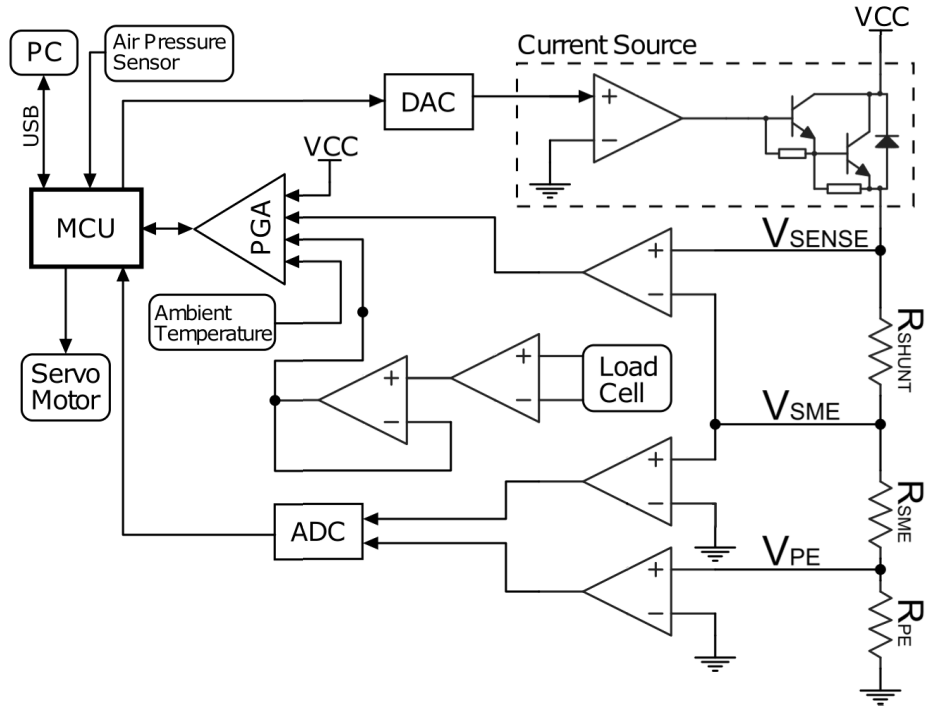 VCC
PC
Air Pressure
Sensor
Current Source
USB
DAC
+
−
VCC
MCU
PGA
VSENSE
+
−
Ambient
Temperature
RSHUNT
Servo
Motor
+
−
+
−
Load
Cell
VSME
+
−
RSME
ADC
VPE
+
−
RPE